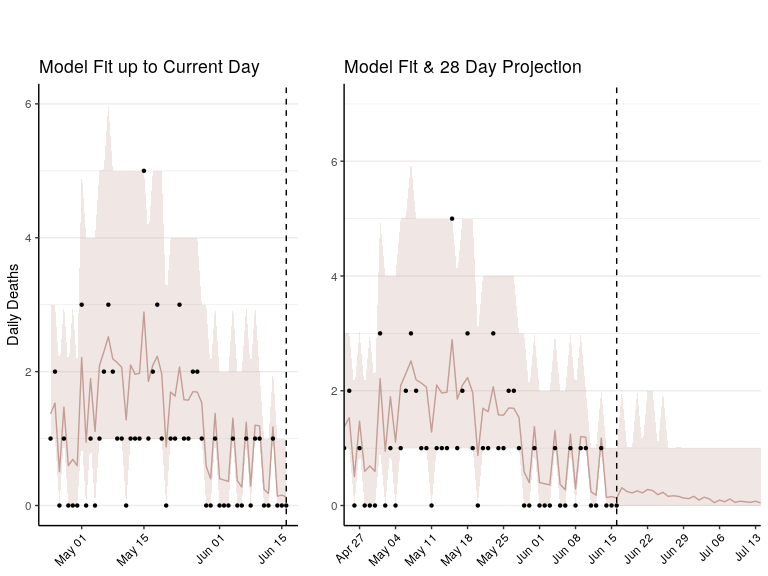 Model Fit up to Current Day
Daily Deaths
6
4
2
0
May 01
May 15
Jun 01
Jun 15
Model Fit & 28 Day Projection
6
4
2
0
Apr 27
May 04
May 11
May 18
May 25
Jun 01
Jun 08
Jun 15
Jun 22
Jun 29
Jul 06
Jul 13